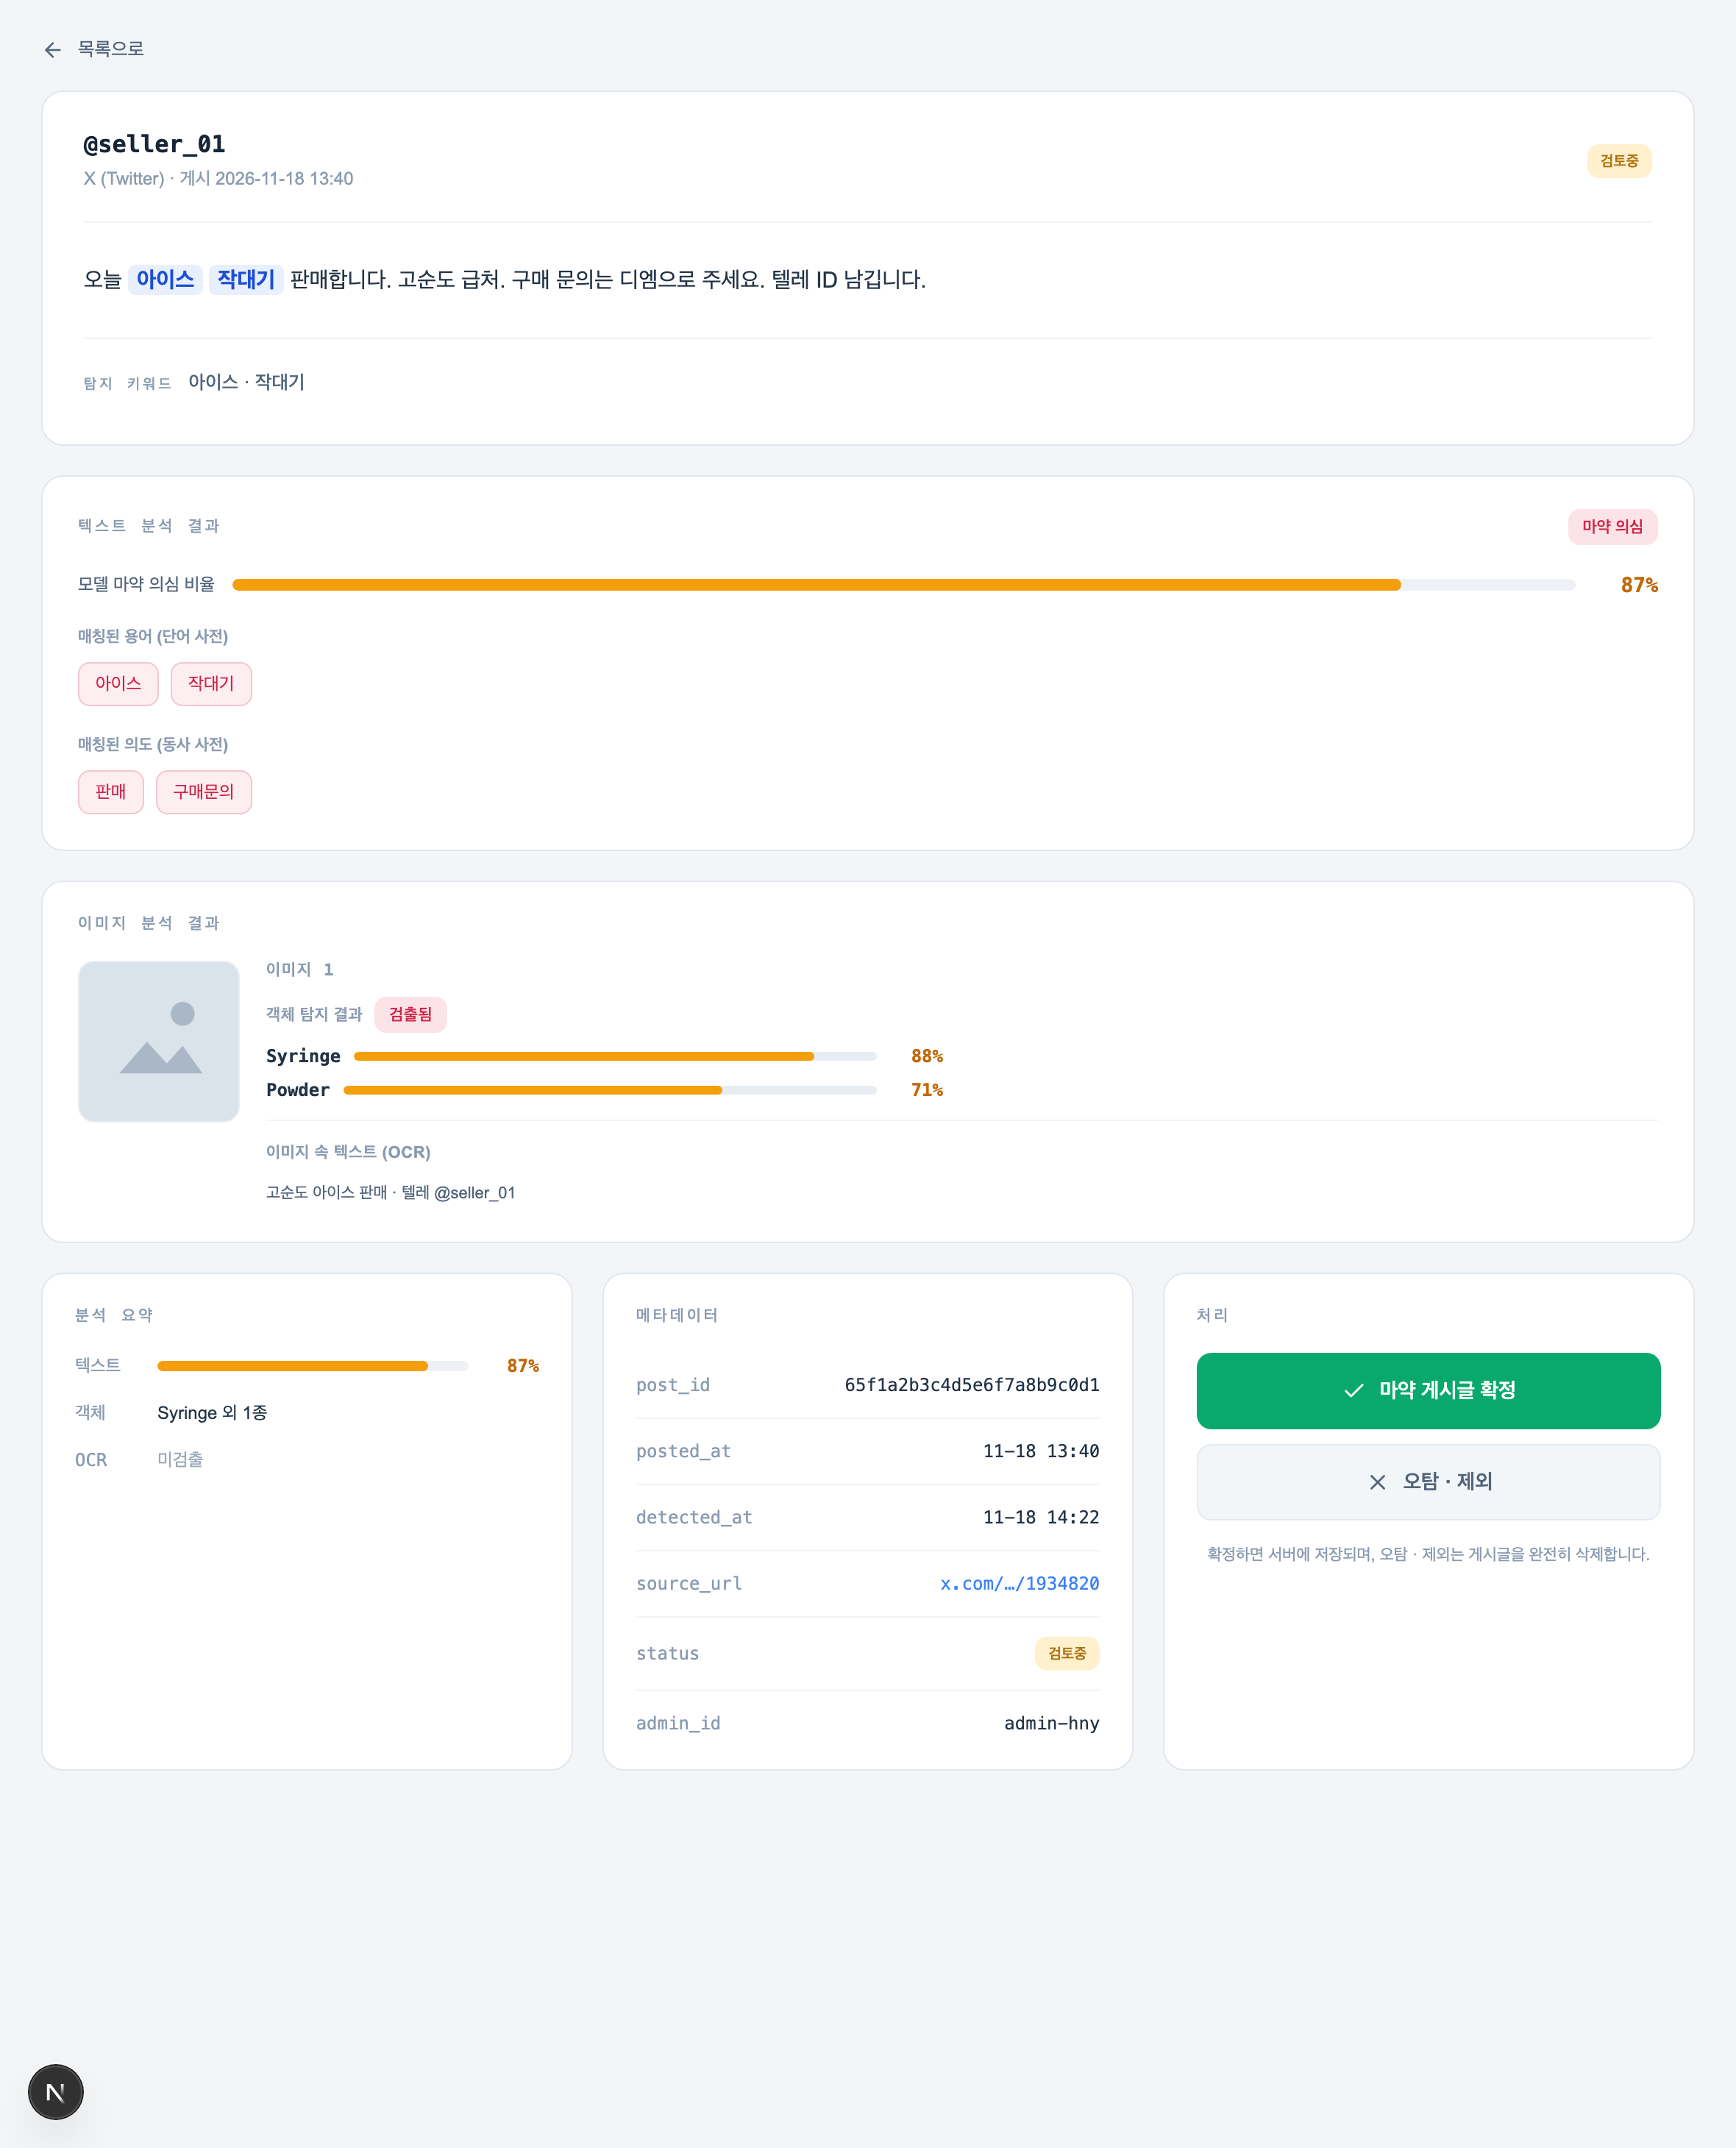 목록으로
@seller_01
X (Twitter) · 게시 2026-11-18 13:40
검토중
오늘 아이스 작대기 판매합니다. 고순도 급처. 구매 문의는 디엠으로 주세요. 텔레 ID 남깁니다.
탐지 키워드 아이스 · 작대기
텍스트 분석 결과
마약 의심
모델 마약 의심 비율 87%
매칭된 용어 (단어 사전)
아이스 작대기
매칭된 의도 (동사 사전)
판매 구매문의
이미지 분석 결과
이미지 1
객체 탐지 결과 검출됨
Syringe 88%
Powder 71%
이미지 속 텍스트 (OCR)
고순도 아이스 판매 · 텔레 @seller_01
분석 요약
텍스트 87%
객체 Syringe 외 1종
OCR 미검출
메타데이터
post_id 65f1a2b3c4d5e6f7a8b9c0d1
posted_at 11-18 13:40
detected_at 11-18 14:22
source_url x.com/…/1934820
status 검토중
admin_id admin-hny
처리
마약 게시글 확정
오탐 · 제외
확정하면 서버에 저장되며, 오탐 · 제외는 게시글을 완전히 삭제합니다.
N